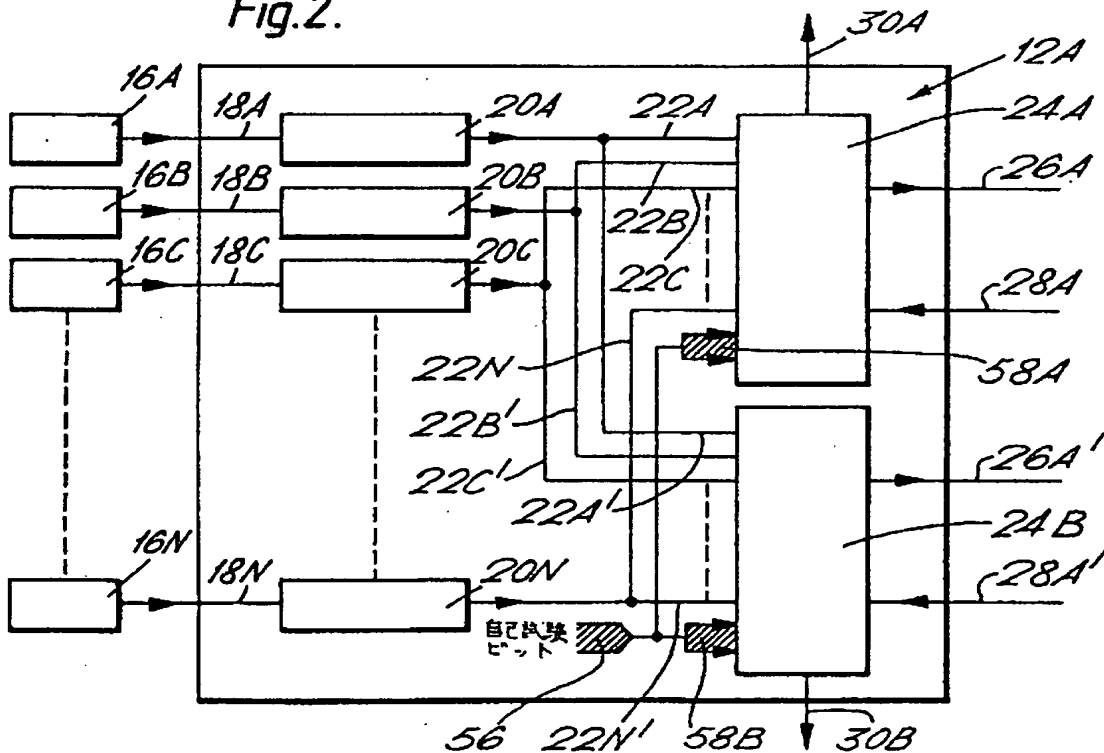 Fig.2.
30A
12A
16A
18A
20A
22A
24A
16B
18B
20B
22B
26A
16C
18C
20C
22C
28A
22N
58A
22B'
22C'
22A'
26A'
24B
16N
18N
20N
28A'
自己試験
ビット
56
22N'
58B
30B